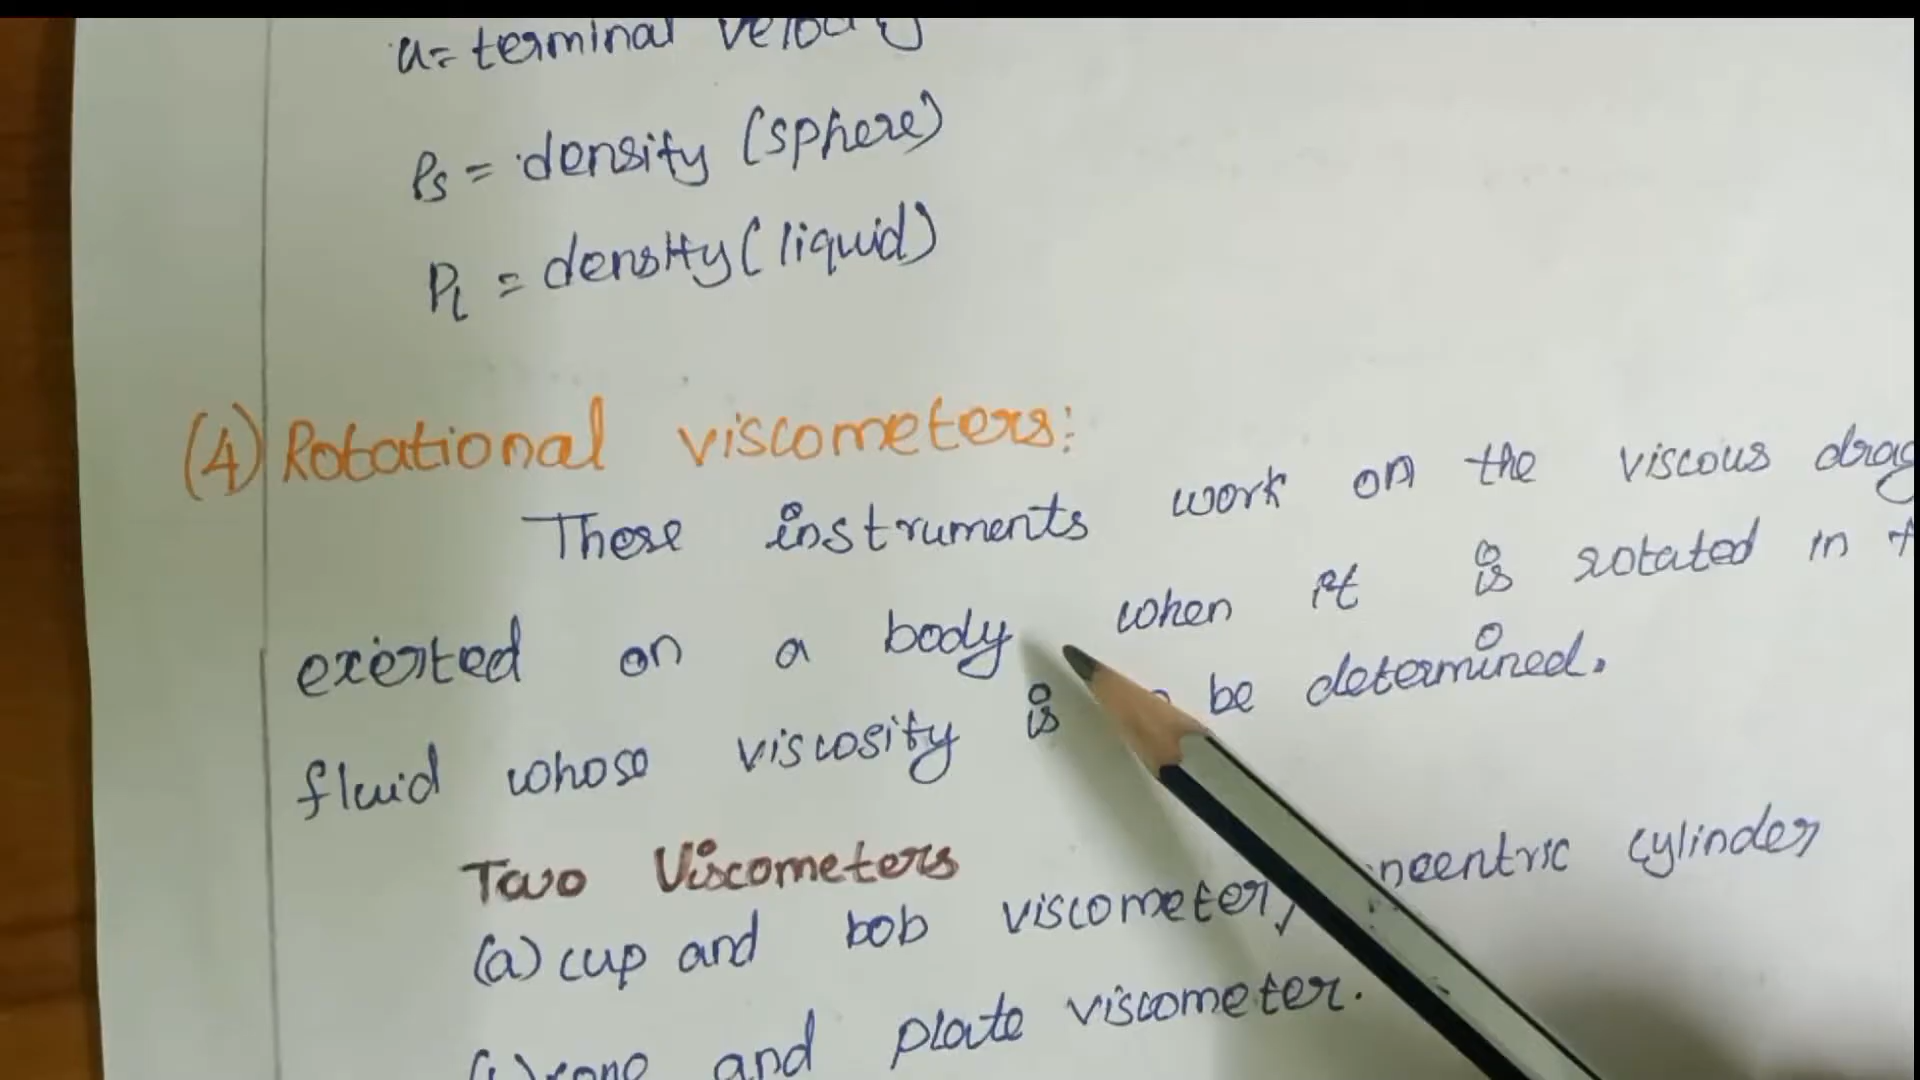 u= terminal velocity
ρs = density (sphere)
ρL = density (liquid)
(4) Rotational viscometers:
These instruments work on the viscous drag
exerted on a body when it is rotated in
fluid whose viscosity is be determined.
Two Viscometers
(a) cup and bob viscometer, cylinder
and plate viscometer.